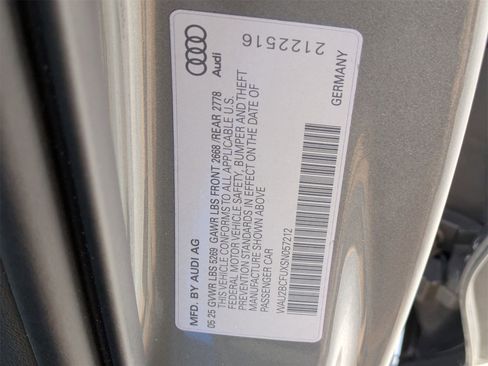 Audi
2122516
GERMANY
MFD. BY AUDI AG
05 25 GVWR LBS 5269 GAWR LBS FRONT 2668 /REAR 2778
THIS VEHICLE CONFORMS TO ALL APPLICABLE U.S.
FEDERAL MOTOR VEHICLE SAFETY, BUMPER AND THEFT
PREVENTION STANDARDS IN EFFECT ON THE DATE OF
MANUFACTURE SHOWN ABOVE
PASSENGER CAR
WAU2BCFUXSN057212